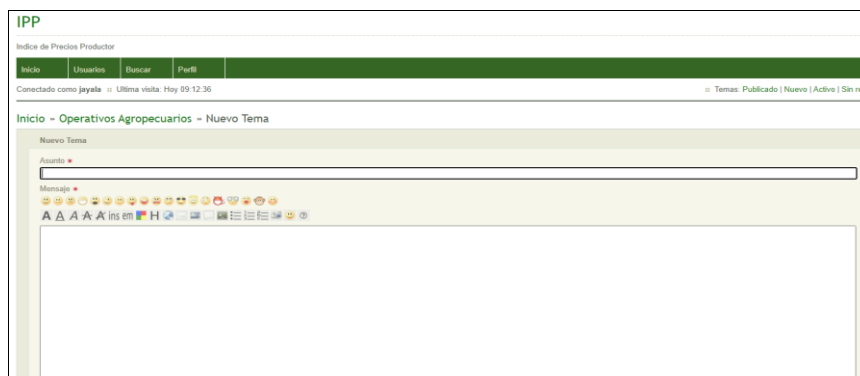 IPP
Indice de Precios Productor
Inicio Usuarios Buscar Perfil
Conectado como jayala :: Ultima visita: Hoy 09:12:36 :: Temas: Publicado | Nuevo | Activo | Sin re
Inicio - Operativos Agropecuarios - Nuevo Tema
Nuevo Tema
Asunto *
Mensaje *
A A A A A ins em H